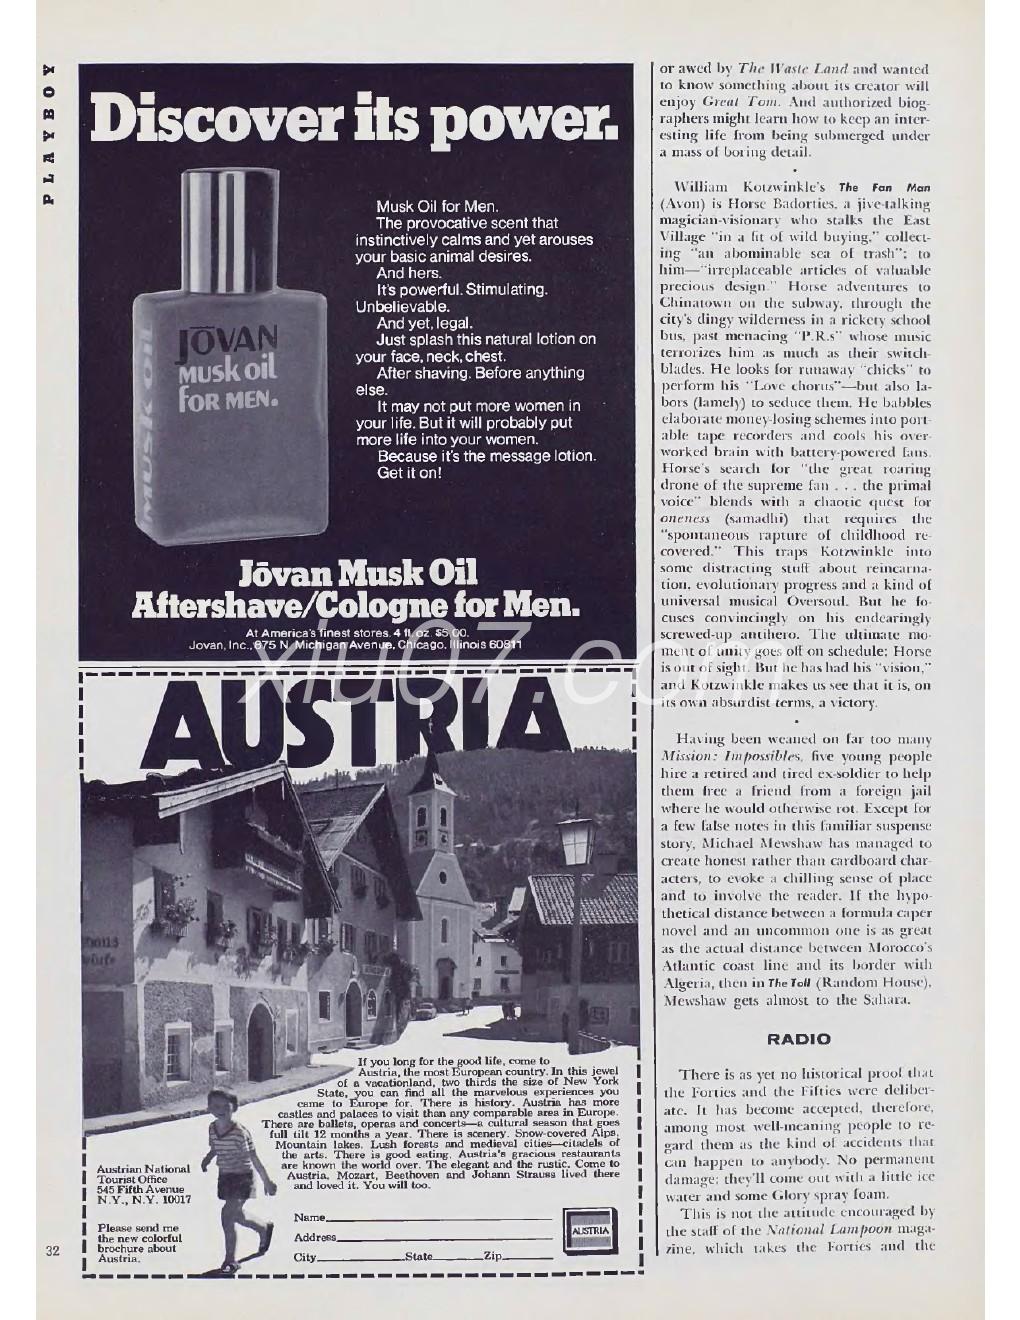 PLAYBOY
Discover its power.
JŌVAN
MUSK OIL
FOR MEN.
MUSK OIL
Musk Oil for Men.
The provocative scent that
instinctively calms and yet arouses
your basic animal desires.
And hers.
It's powerful. Stimulating.
Unbelievable.
And yet, legal.
Just splash this natural lotion on
your face, neck, chest.
After shaving. Before anything
else.
It may not put more women in
your life. But it will probably put
more life into your women.
Because it's the message lotion.
Get it on!
Jōvan Musk Oil
Aftershave/Cologne for Men.
At America's finest stores. 4 fl. oz. $5.00.
Jovan, Inc., 875 N. Michigan Avenue, Chicago, Illinois 60611
AUSTRIA
If you long for the good life, come to
Austria, the most European country. In this jewel
of a vacationland, two thirds the size of New York
State, you can find all the marvelous experiences you
came to Europe for. There is history. Austria has more
castles and palaces to visit than any comparable area in Europe.
There are ballets, operas and concerts—a cultural season that goes
full tilt 12 months a year. There is scenery. Snow-covered Alps.
Mountain lakes. Lush forests and medieval cities—citadels of
the arts. There is good eating. Austria's gracious restaurants
are known the world over. The elegant and the rustic. Come to
Austria. Mozart, Beethoven and Johann Strauss lived there
and loved it. You will too.
Austrian National
Tourist Office
545 Fifth Avenue
N.Y., N.Y. 10017
Please send me
the new colorful
brochure about
Austria.
Name
Address
City State Zip
AUSTRIA
32
or awed by The Waste Land and wanted
to know something about its creator will
enjoy Great Tom. And authorized biog-
raphers might learn how to keep an inter-
esting life from being submerged under
a mass of boring detail.
•
William Kotzwinkle's The Fan Man
(Avon) is Horse Badorties, a jive-talking
magician-visionary who stalks the East
Village "in a fit of wild buying," collect-
ing "an abominable sea of trash"; to
him—"irreplaceable articles of valuable
precious design." Horse adventures to
Chinatown on the subway, through the
city's dingy wilderness in a rickety school
bus, past menacing "P.R.s" whose music
terrorizes him as much as their switch-
blades. He looks for runaway "chicks" to
perform his "Love chorus"—but also la-
bors (lamely) to seduce them. He babbles
elaborate money-losing schemes into port-
able tape recorders and cools his over-
worked brain with battery-powered fans.
Horse's search for "the great roaring
drone of the supreme fan . . . the primal
voice" blends with a chaotic quest for
oneness (samadhi) that requires the
"spontaneous rapture of childhood re-
covered." This traps Kotzwinkle into
some distracting stuff about reincarna-
tion, evolutionary progress and a kind of
universal musical Oversoul. But he fo-
cuses convincingly on his endearingly
screwed-up antihero. The ultimate mo-
ment of unity goes off on schedule; Horse
is out of sight. But he has had his "vision,"
and Kotzwinkle makes us see that it is, on
its own absurdist terms, a victory.
•
Having been weaned on far too many
Mission: Impossibles, five young people
hire a retired and tired ex-soldier to help
them free a friend from a foreign jail
where he would otherwise rot. Except for
a few false notes in this familiar suspense
story, Michael Mewshaw has managed to
create honest rather than cardboard char-
acters, to evoke a chilling sense of place
and to involve the reader. If the hypo-
thetical distance between a formula caper
novel and an uncommon one is as great
as the actual distance between Morocco's
Atlantic coast line and its border with
Algeria, then in The Toll (Random House),
Mewshaw gets almost to the Sahara.
RADIO
There is as yet no historical proof that
the Forties and the Fifties were deliber-
ate. It has become accepted, therefore,
among most well-meaning people to re-
gard them as the kind of accidents that
can happen to anybody. No permanent
damage; they'll come out with a little ice
water and some Glory spray foam.
This is not the attitude encouraged by
the staff of the National Lampoon maga-
zine, which takes the Forties and the
xiu07.com